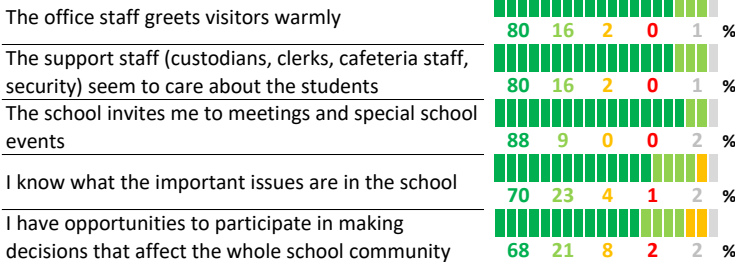 The office staff greets visitors warmly
80 16 2 0 1 %
The support staff (custodians, clerks, cafeteria staff,
security) seem to care about the students
80 16 2 0 1 %
The school invites me to meetings and special school
events
88 9 0 0 2 %
I know what the important issues are in the school
70 23 4 1 2 %
I have opportunities to participate in making
decisions that affect the whole school community
68 21 8 2 2 %